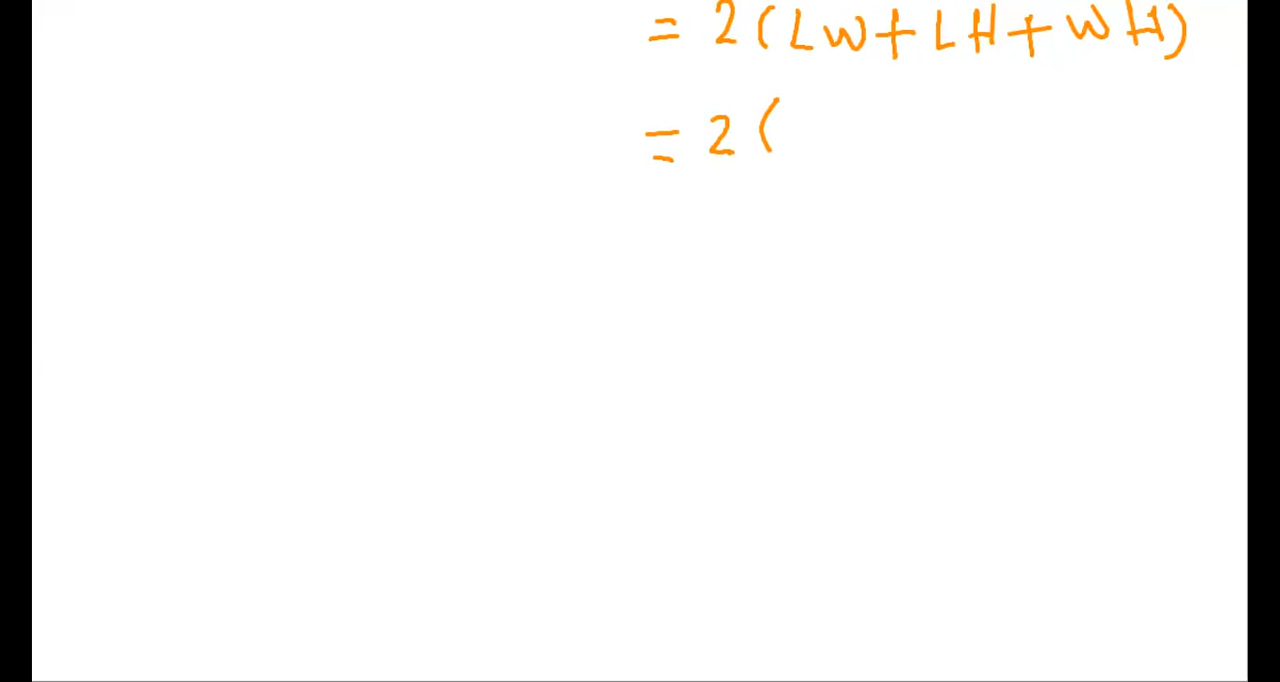 = 2 (LW+LH+WH)
= 2 (